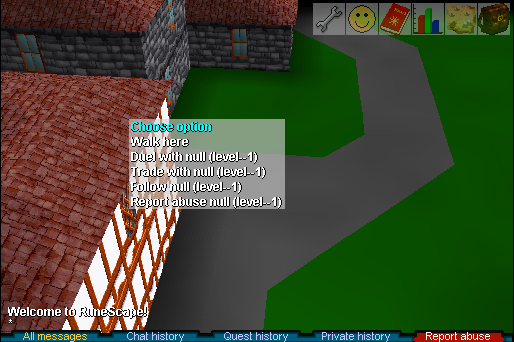 Choose option
Walk here
Duel with null (level--1)
Trade with null (level--1)
Follow null (level--1)
Report abuse null (level--1)
Welcome to RuneScape!
*
All messages
Chat history
Quest history
Private history
Report abuse